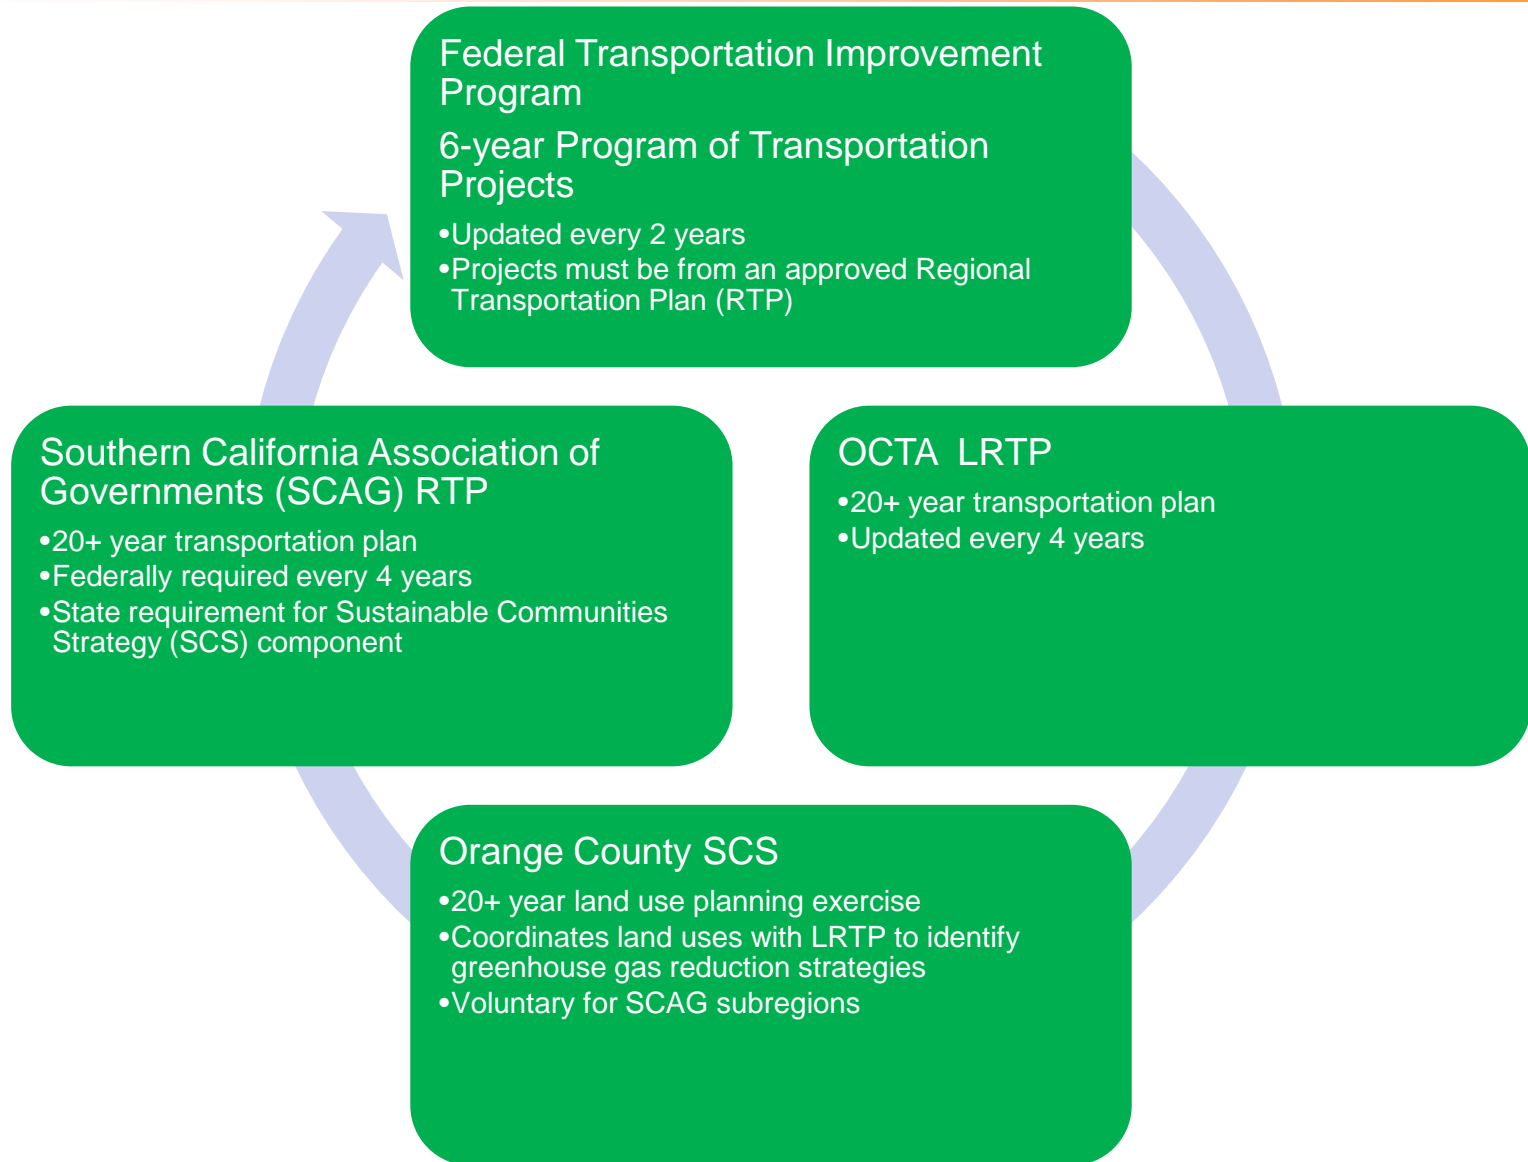 Federal Transportation Improvement
Program
6-year Program of Transportation
Projects
•Updated every 2 years
•Projects must be from an approved Regional
Transportation Plan (RTP)
Southern California Association of
Governments (SCAG) RTP
•20+ year transportation plan
•Federally required every 4 years
•State requirement for Sustainable Communities
Strategy (SCS) component
OCTA  LRTP
•20+ year transportation plan
•Updated every 4 years
Orange County SCS
•20+ year land use planning exercise
•Coordinates land uses with LRTP to identify
greenhouse gas reduction strategies
•Voluntary for SCAG subregions